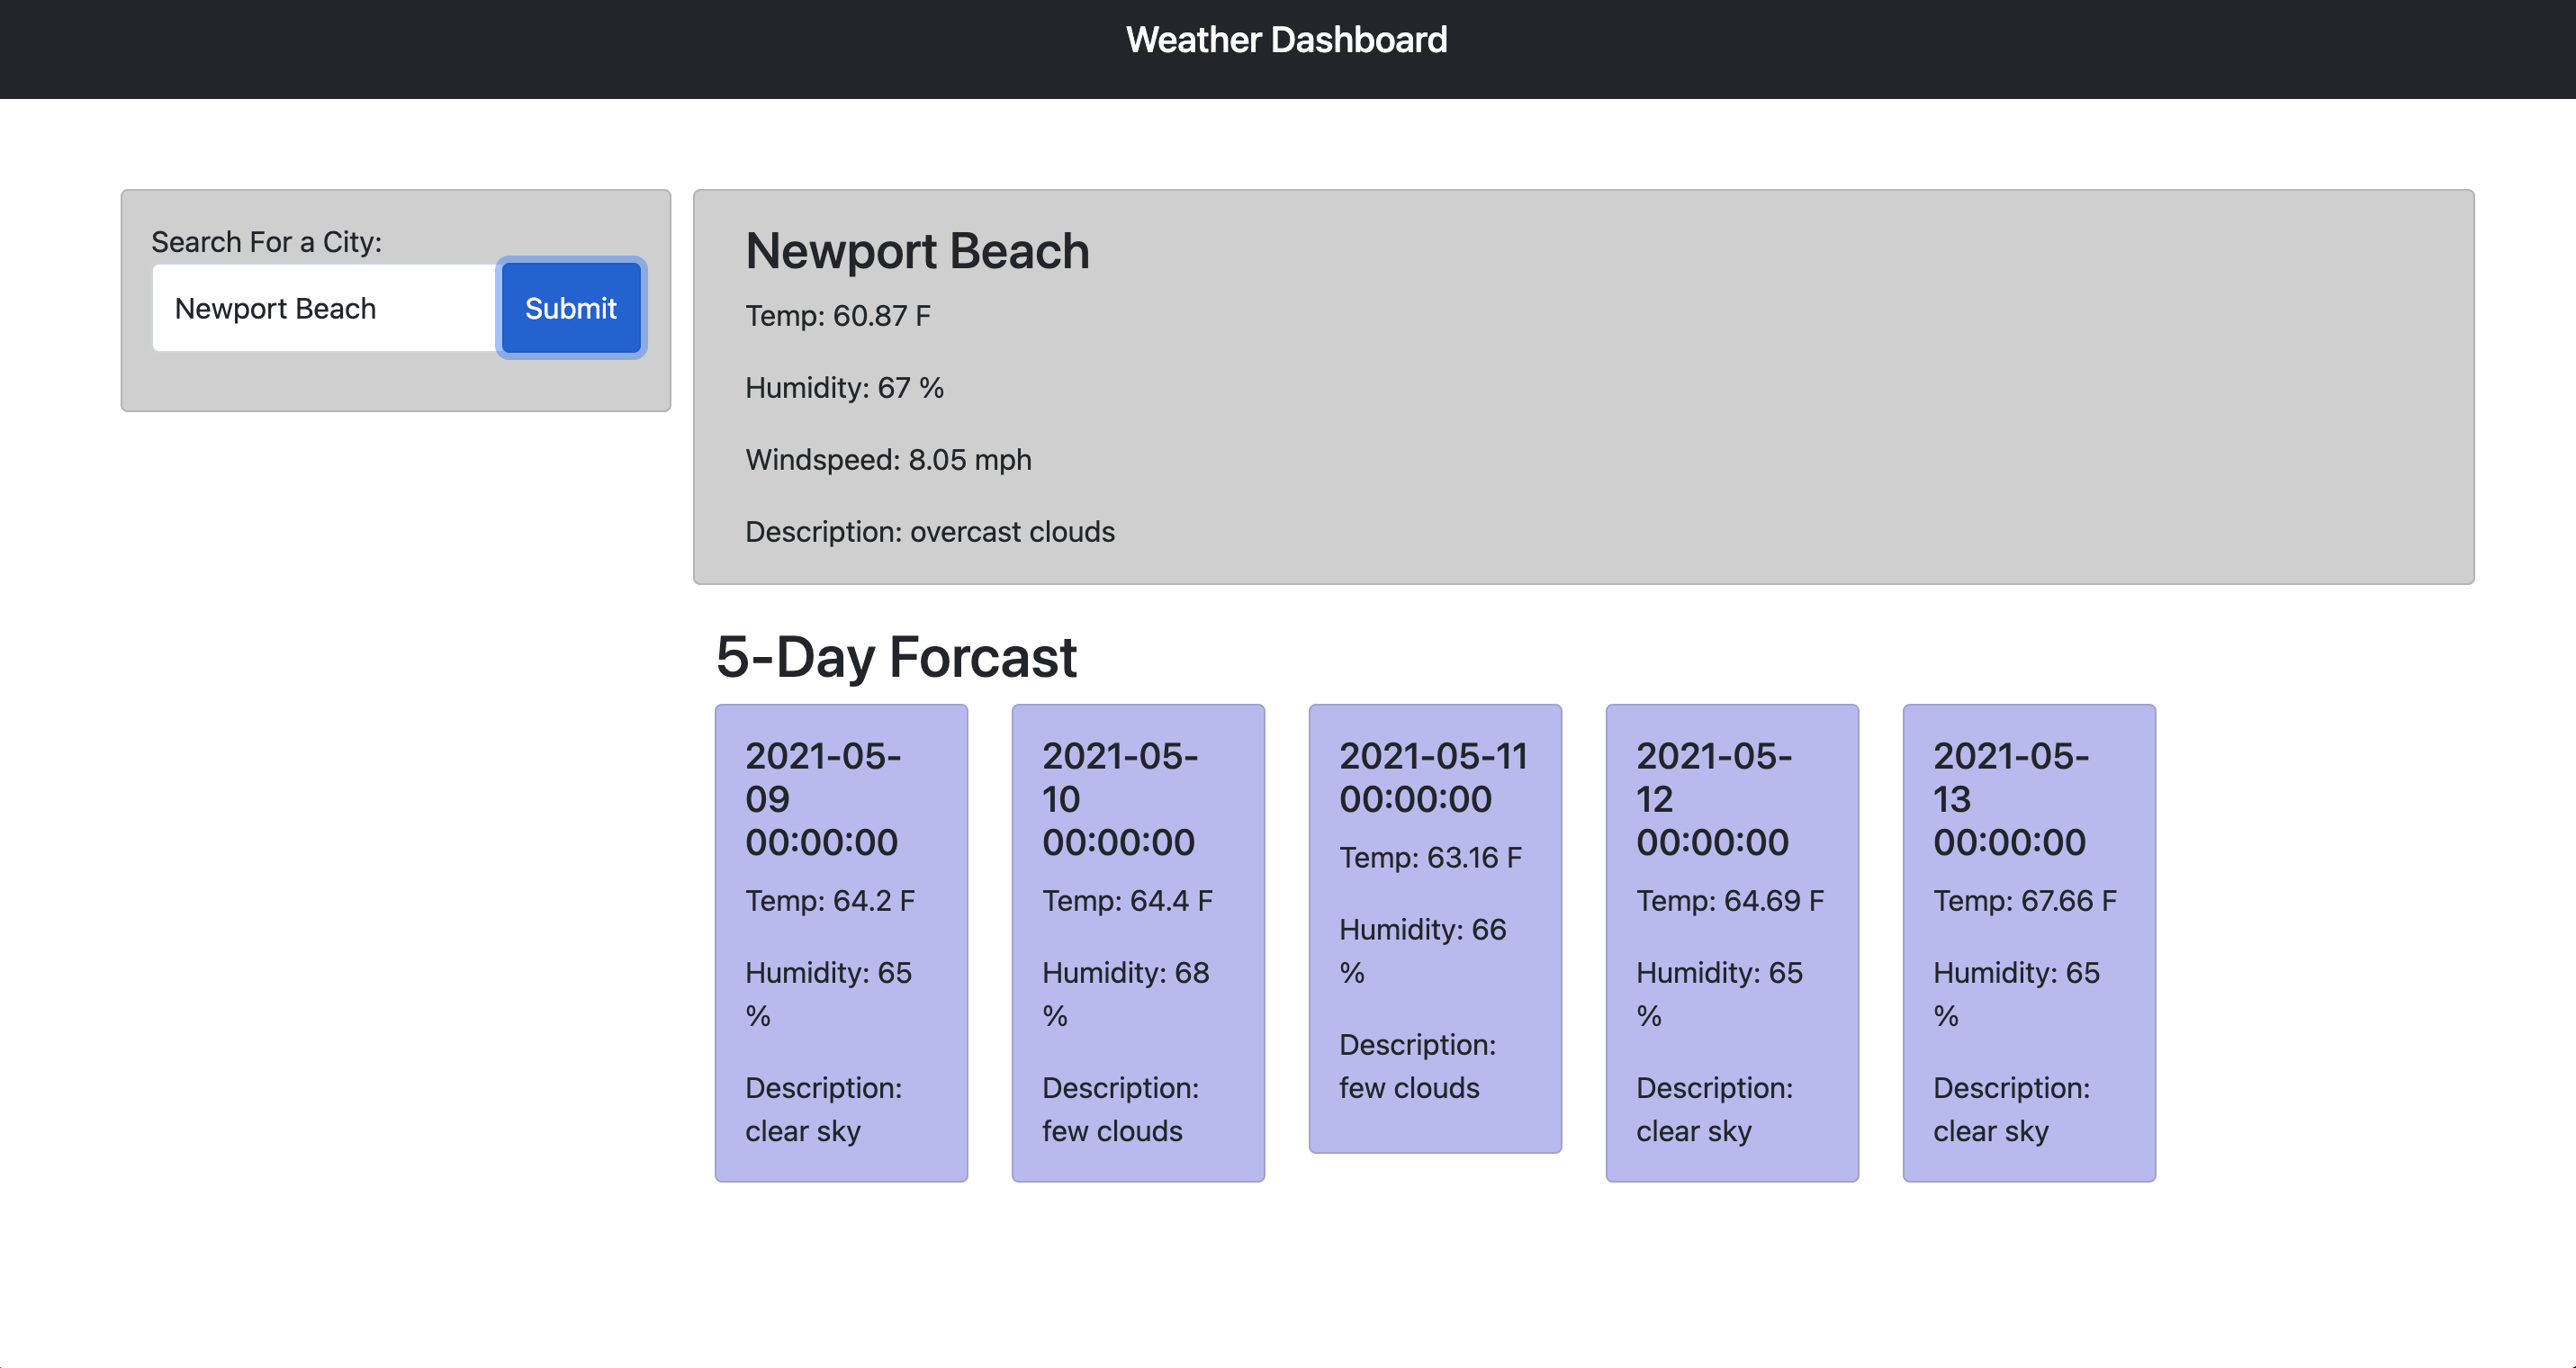 Weather Dashboard
Search For a City:
Newport Beach
Submit
Newport Beach
Temp: 60.87 F
Humidity: 67 %
Windspeed: 8.05 mph
Description: overcast clouds
5-Day Forcast
2021-05-
09
00:00:00
Temp: 64.2 F
Humidity: 65
%
Description:
clear sky
2021-05-
10
00:00:00
Temp: 64.4 F
Humidity: 68
%
Description:
few clouds
2021-05-11
00:00:00
Temp: 63.16 F
Humidity: 66
%
Description:
few clouds
2021-05-
12
00:00:00
Temp: 64.69 F
Humidity: 65
%
Description:
clear sky
2021-05-
13
00:00:00
Temp: 67.66 F
Humidity: 65
%
Description:
clear sky